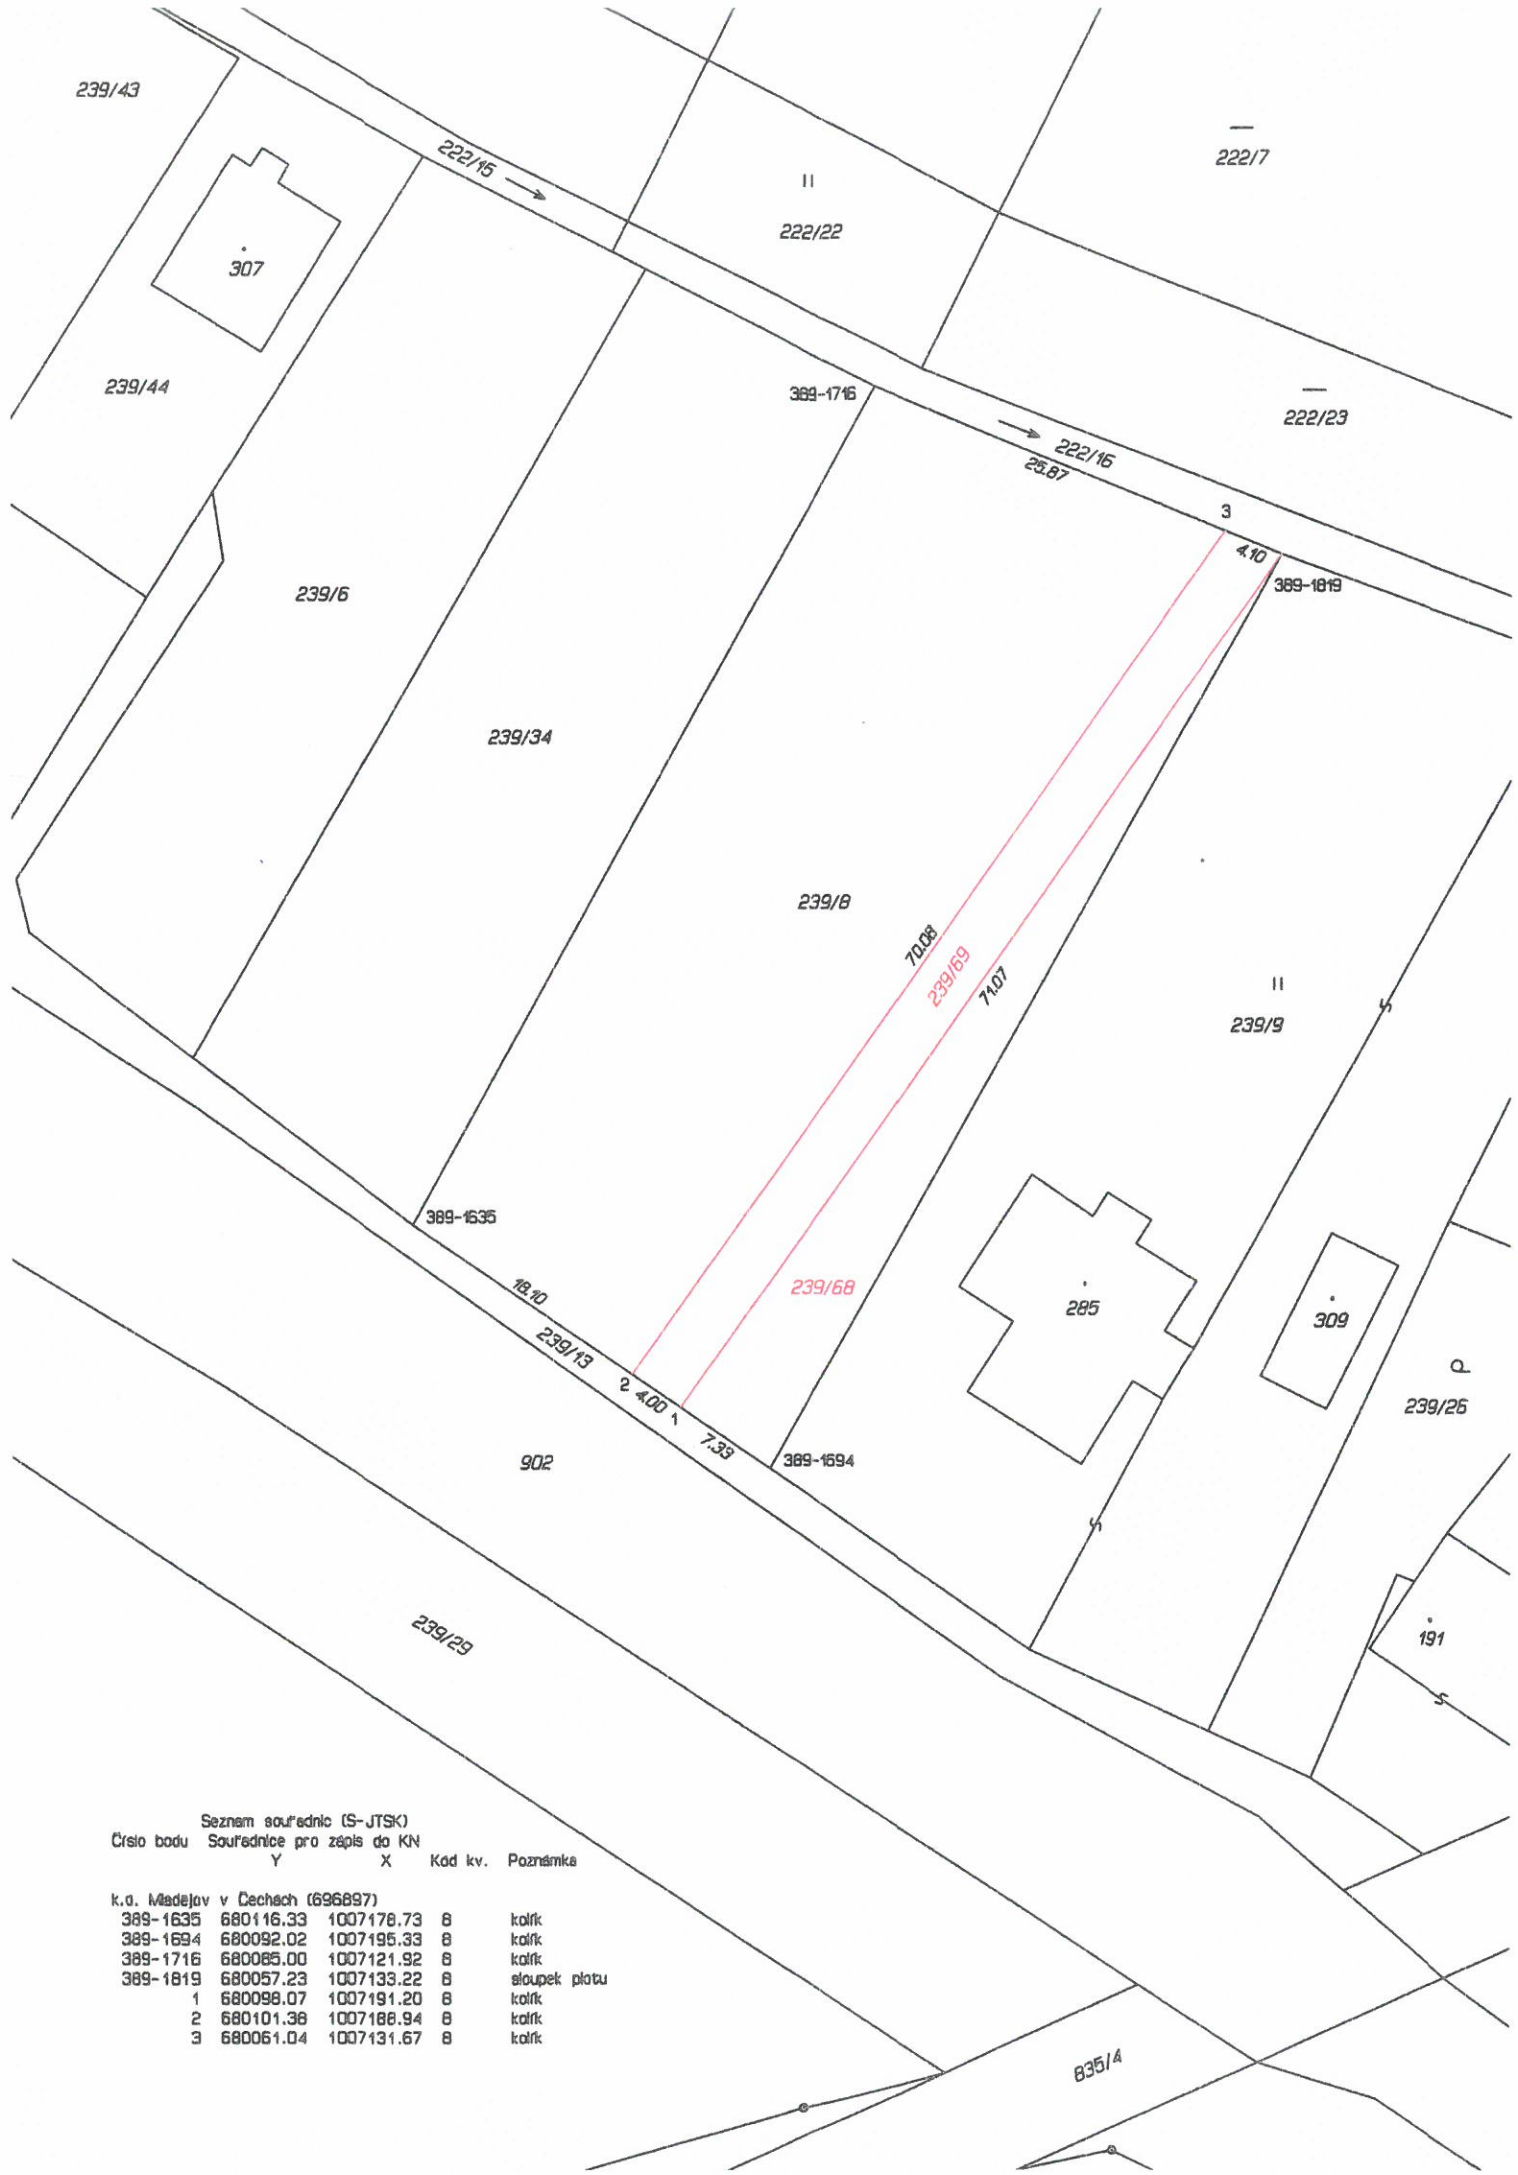 239/43
222/7
222/15
222/22
307
239/44
389-1716
222/23
222/16
25.87
3
4.10
389-1819
239/6
239/34
239/8
70.08
239/69
71.07
239/9
389-1635
239/68
18.10
285
309
239/13
2 4.00 1
239/26
7.33
389-1694
902
239/29
191
Seznam souřadnic (S-JTSK)
Číslo bodu Souřadnice pro zápis do KN
Y X Kód kv. Poznámka
k.ú. Mladějov v Čechách (696897)
389-1635 680116.33 1007178.73 8 kolík
389-1694 680092.02 1007195.33 8 kolík
389-1716 680085.00 1007121.92 8 kolík
389-1819 680057.23 1007133.22 8 sloupek plotu
1 680098.07 1007191.20 8 kolík
2 680101.38 1007188.94 8 kolík
3 680061.04 1007131.67 8 kolík
835/4